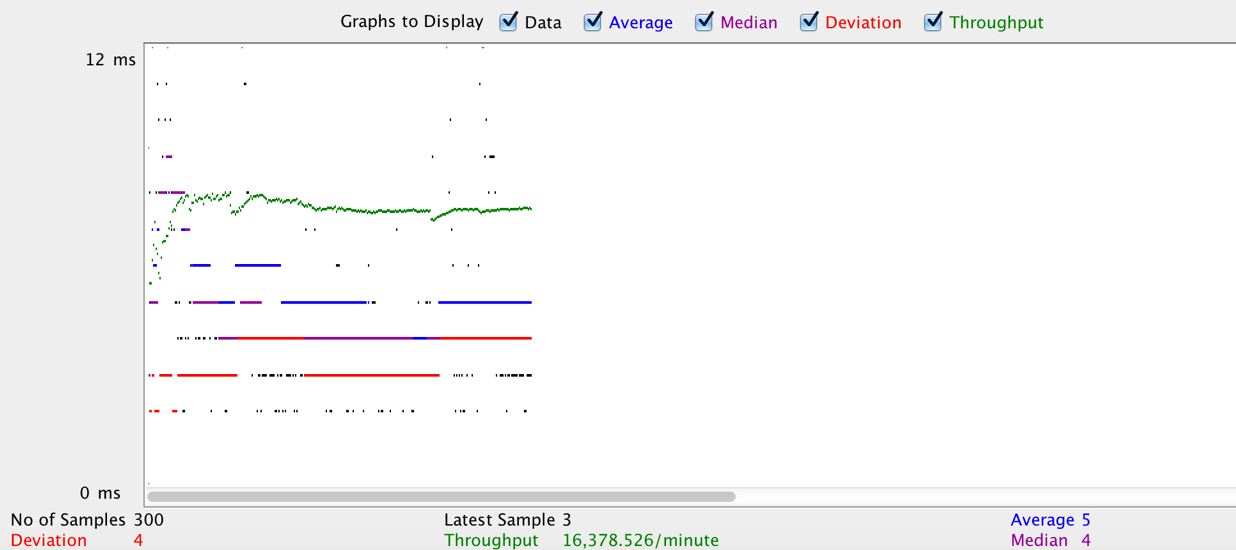 Graphs to Display Data Average Median Deviation Throughput
12 ms
0 ms
No of Samples 300 Latest Sample 3 Average 5
Deviation 4 Throughput 16,378.526/minute Median 4